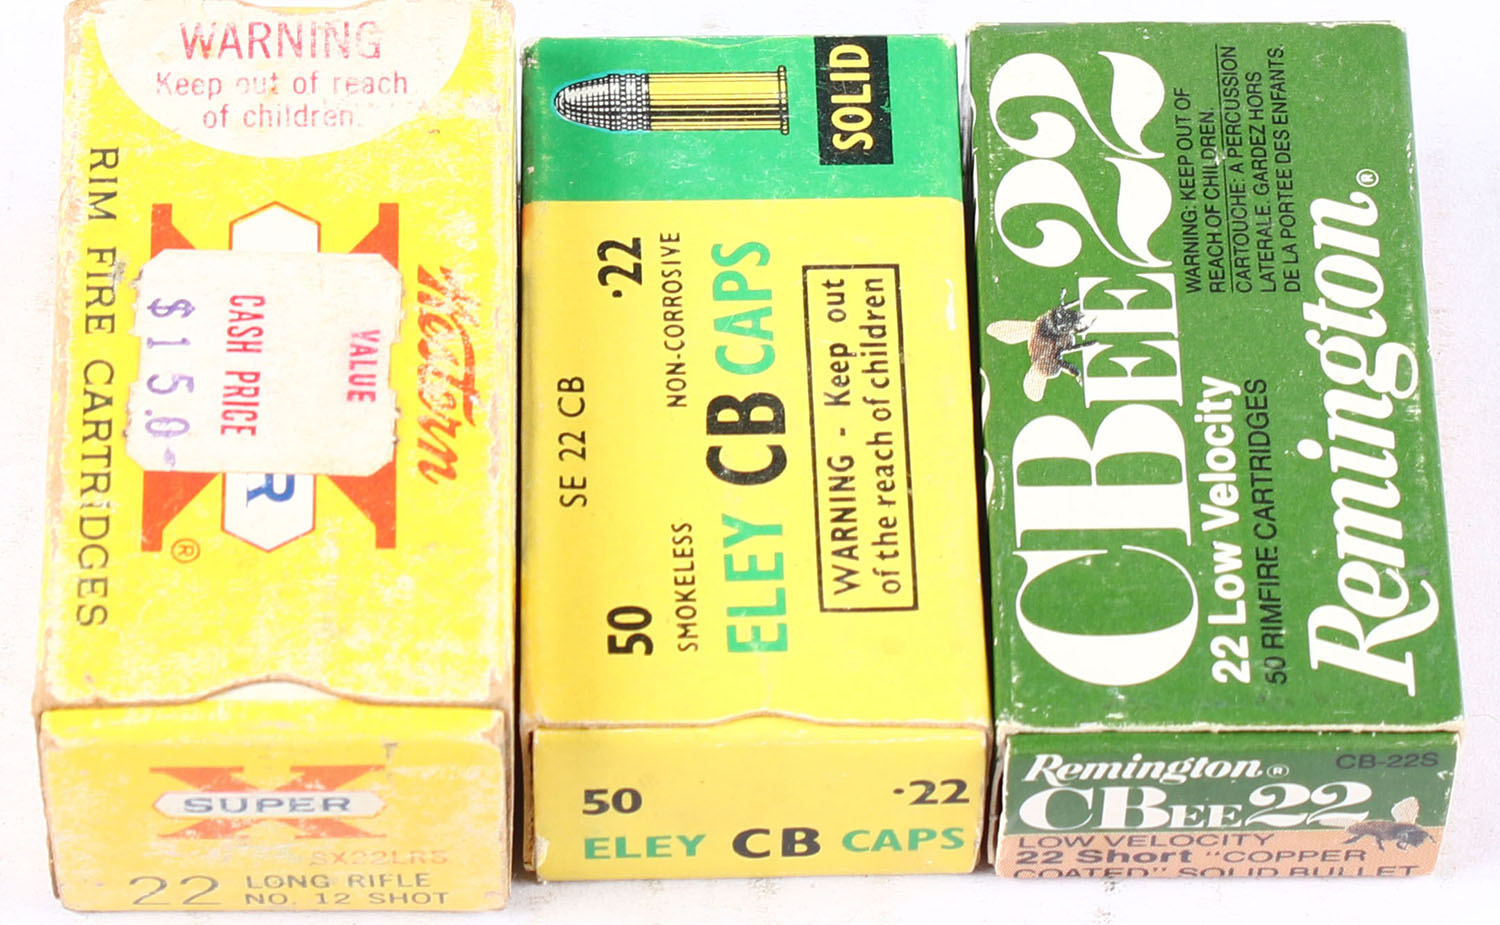 WARNING
Keep out of reach
of children.
RIM FIRE CARTRIDGES
Western
R
®
VALUE
CASH PRICE
$15.0
SUPER
X
SX22LRS
22 LONG RIFLE
NO. 12 SHOT
SOLID
50 SE 22 CB .22
SMOKELESS NON-CORROSIVE
ELEY CB CAPS
WARNING - Keep out
of the reach of children
50 .22
ELEY CB CAPS
CBEE22
WARNING: KEEP OUT OF
REACH OF CHILDREN.
CARTOUCHE: A PERCUSSION
LATERALE. GARDEZ HORS
DE LA PORTEE DES ENFANTS.
22 Low Velocity
50 RIMFIRE CARTRIDGES
Remington®
Remington® CB-22S
CBEE22
LOW VELOCITY
22 Short "COPPER
COATED" SOLID BULLET